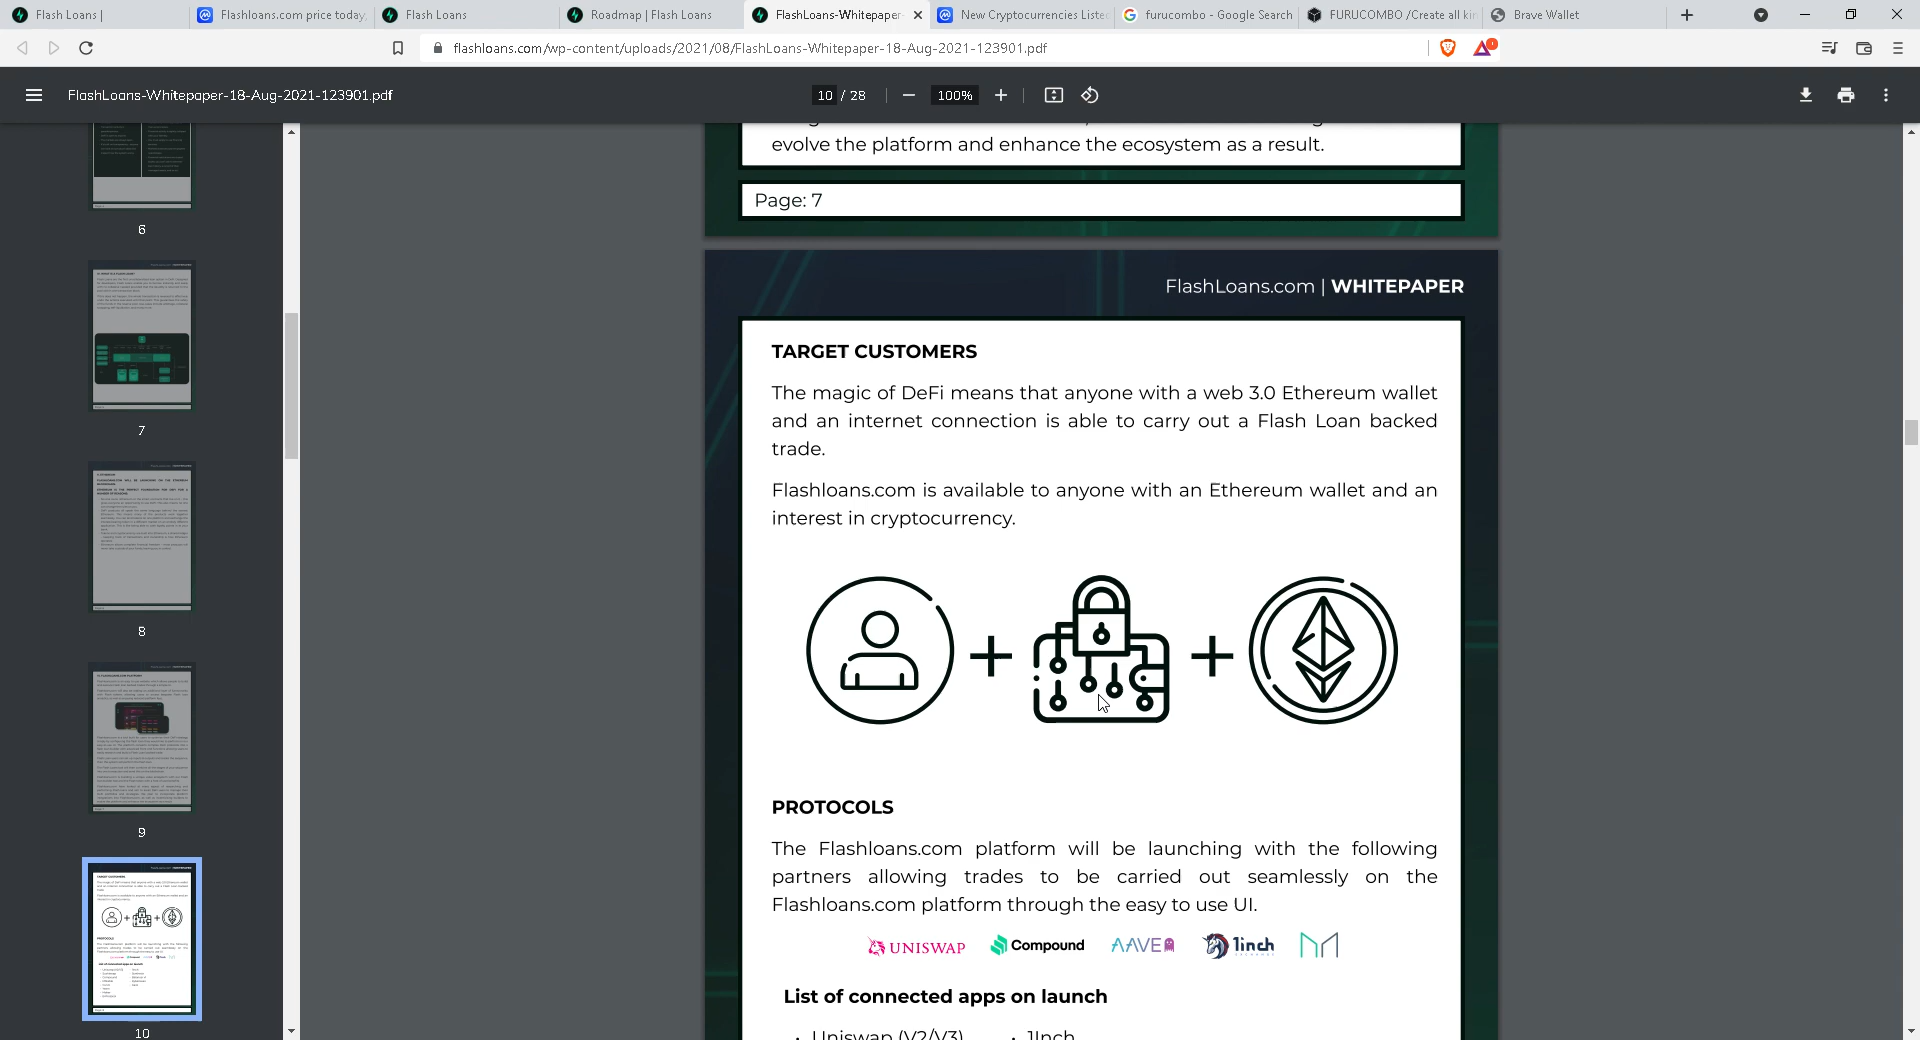 Flash Loans |
Flashloans.com price today,
Flash Loans
Roadmap | Flash Loans
FlashLoans-Whitepaper-
New Cryptocurrencies Liste
furucombo - Google Search
FURUCOMBO /Create all kin
Brave Wallet
flashloans.com/wp-content/uploads/2021/08/FlashLoans-Whitepaper-18-Aug-2021-123901.pdf
FlashLoans-Whitepaper-18-Aug-2021-123901.pdf
10 / 28
100%
6
7
8
9
10
evolve the platform and enhance the ecosystem as a result.
Page: 7
FlashLoans.com | WHITEPAPER
TARGET CUSTOMERS
The magic of DeFi means that anyone with a web 3.0 Ethereum wallet
and an internet connection is able to carry out a Flash Loan backed
trade.
Flashloans.com is available to anyone with an Ethereum wallet and an
interest in cryptocurrency.
PROTOCOLS
The Flashloans.com platform will be launching with the following
partners allowing trades to be carried out seamlessly on the
Flashloans.com platform through the easy to use UI.
UNISWAP Compound AAVE 1inch
List of connected apps on launch
· Uniswap (V2/V3) · 1Inch